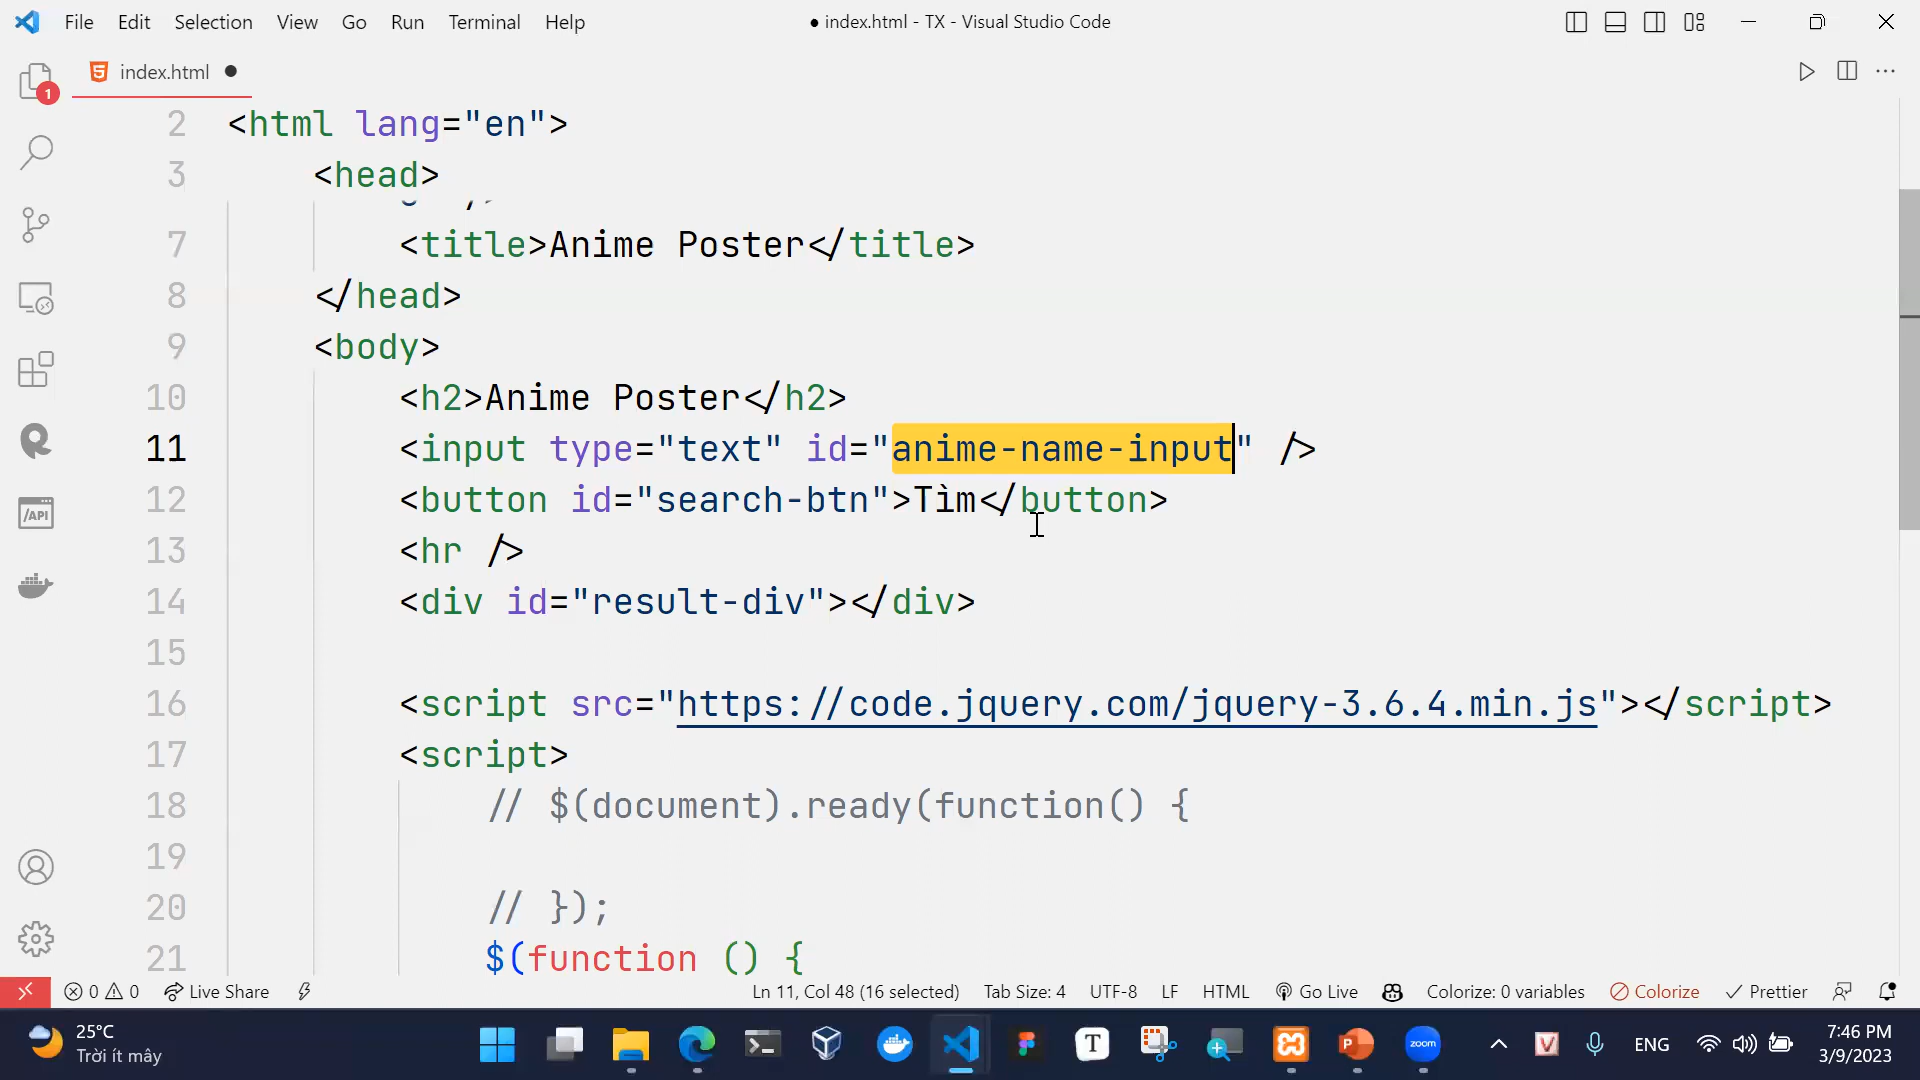 File Edit Selection View Go Run Terminal Help
● index.html - TX - Visual Studio Code
index.html ●
1
2 <html lang="en">
3 <head>
7 <title>Anime Poster</title>
8 </head>
9 <body>
10 <h2>Anime Poster</h2>
11 <input type="text" id="anime-name-input" />
12 <button id="search-btn">Tìm</button>
13 <hr />
14 <div id="result-div"></div>
15
16 <script src="https://code.jquery.com/jquery-3.6.4.min.js"></script>
17 <script>
18 // $(document).ready(function() {
19
20 // });
21 $(function () {
/API
0 0 Live Share Ln 11, Col 48 (16 selected) Tab Size: 4 UTF-8 LF HTML Go Live Colorize: 0 variables Colorize Prettier
25°C
Trời ít mây
T
zoom
V
ENG
7:46 PM
3/9/2023